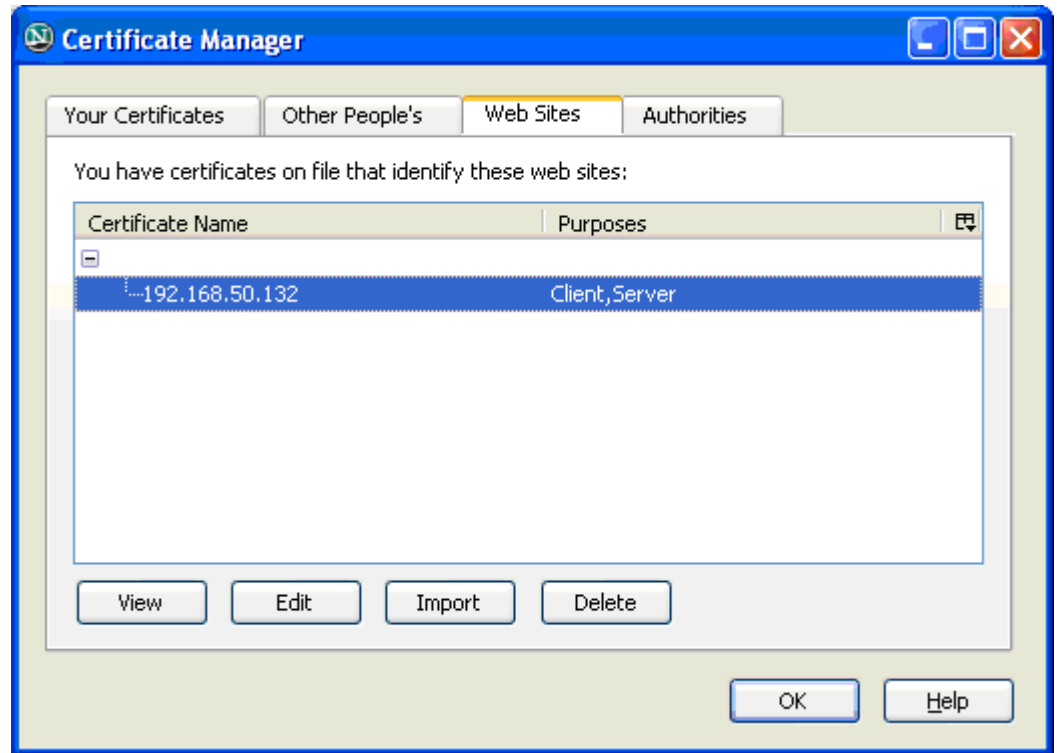 Certificate Manager
Your Certificates Other People's Web Sites Authorities
You have certificates on file that identify these web sites:
Certificate Name Purposes
192.168.50.132 Client,Server
View Edit Import Delete
OK Help